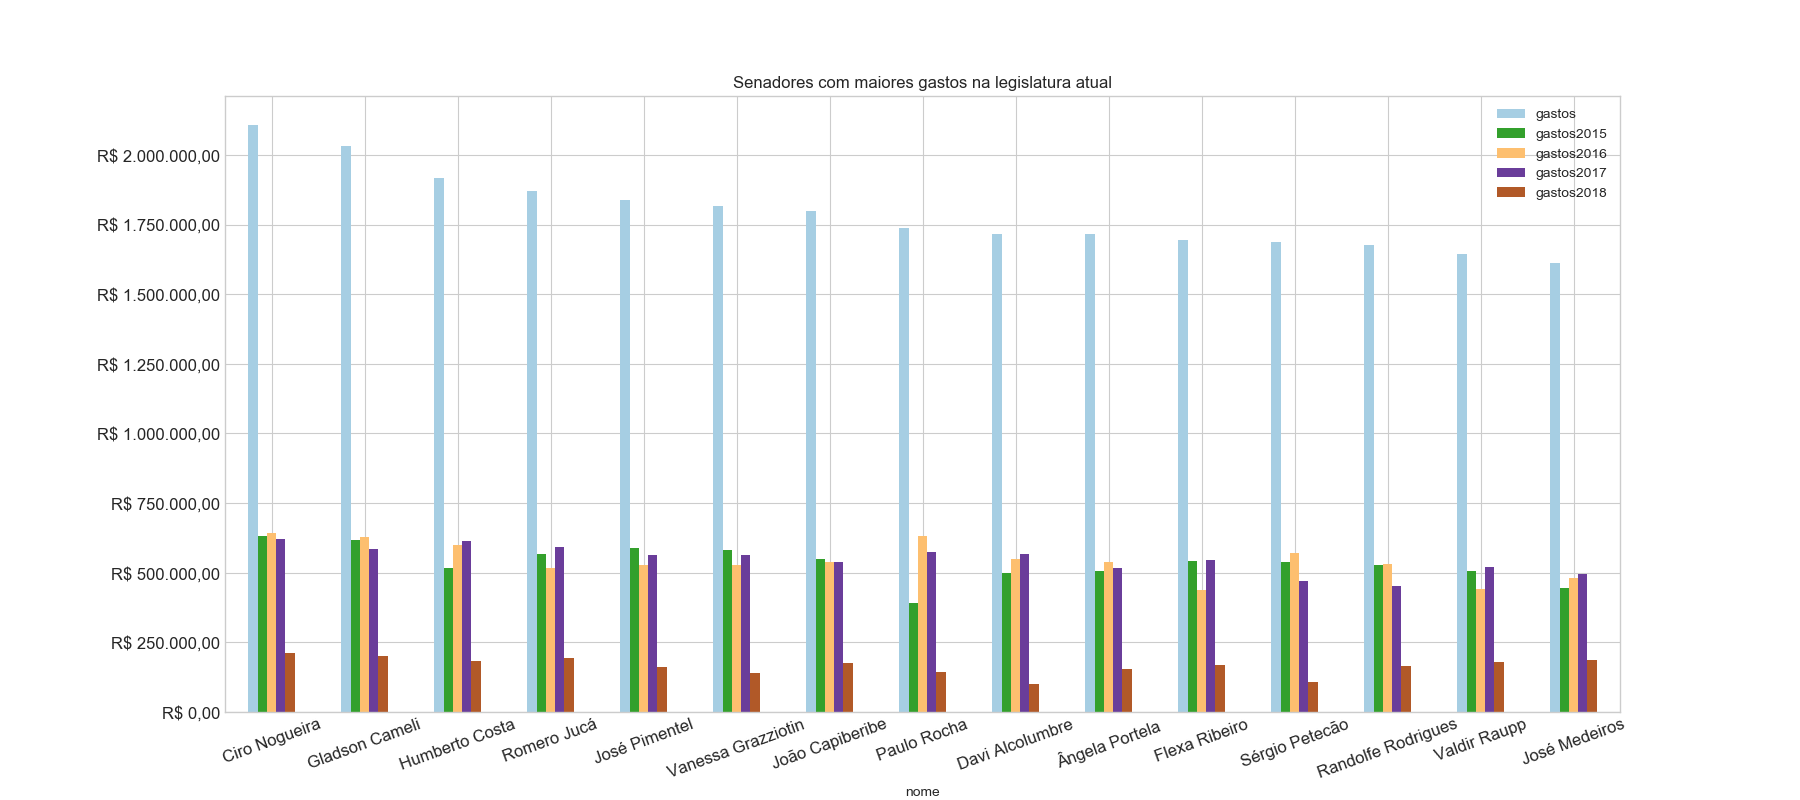 Senadores com maiores gastos na legislatura atual
gastos
gastos2015
gastos2016
gastos2017
gastos2018
R$ 2.000.000,00
R$ 1.750.000,00
R$ 1.500.000,00
R$ 1.250.000,00
R$ 1.000.000,00
R$ 750.000,00
R$ 500.000,00
R$ 250.000,00
R$ 0,00
Ciro Nogueira
Gladson Cameli
Humberto Costa
Romero Jucá
José Pimentel
Vanessa Grazziotin
João Capiberibe
Paulo Rocha
Davi Alcolumbre
Ângela Portela
Flexa Ribeiro
Sérgio Petecão
Randolfe Rodrigues
Valdir Raupp
José Medeiros
nome